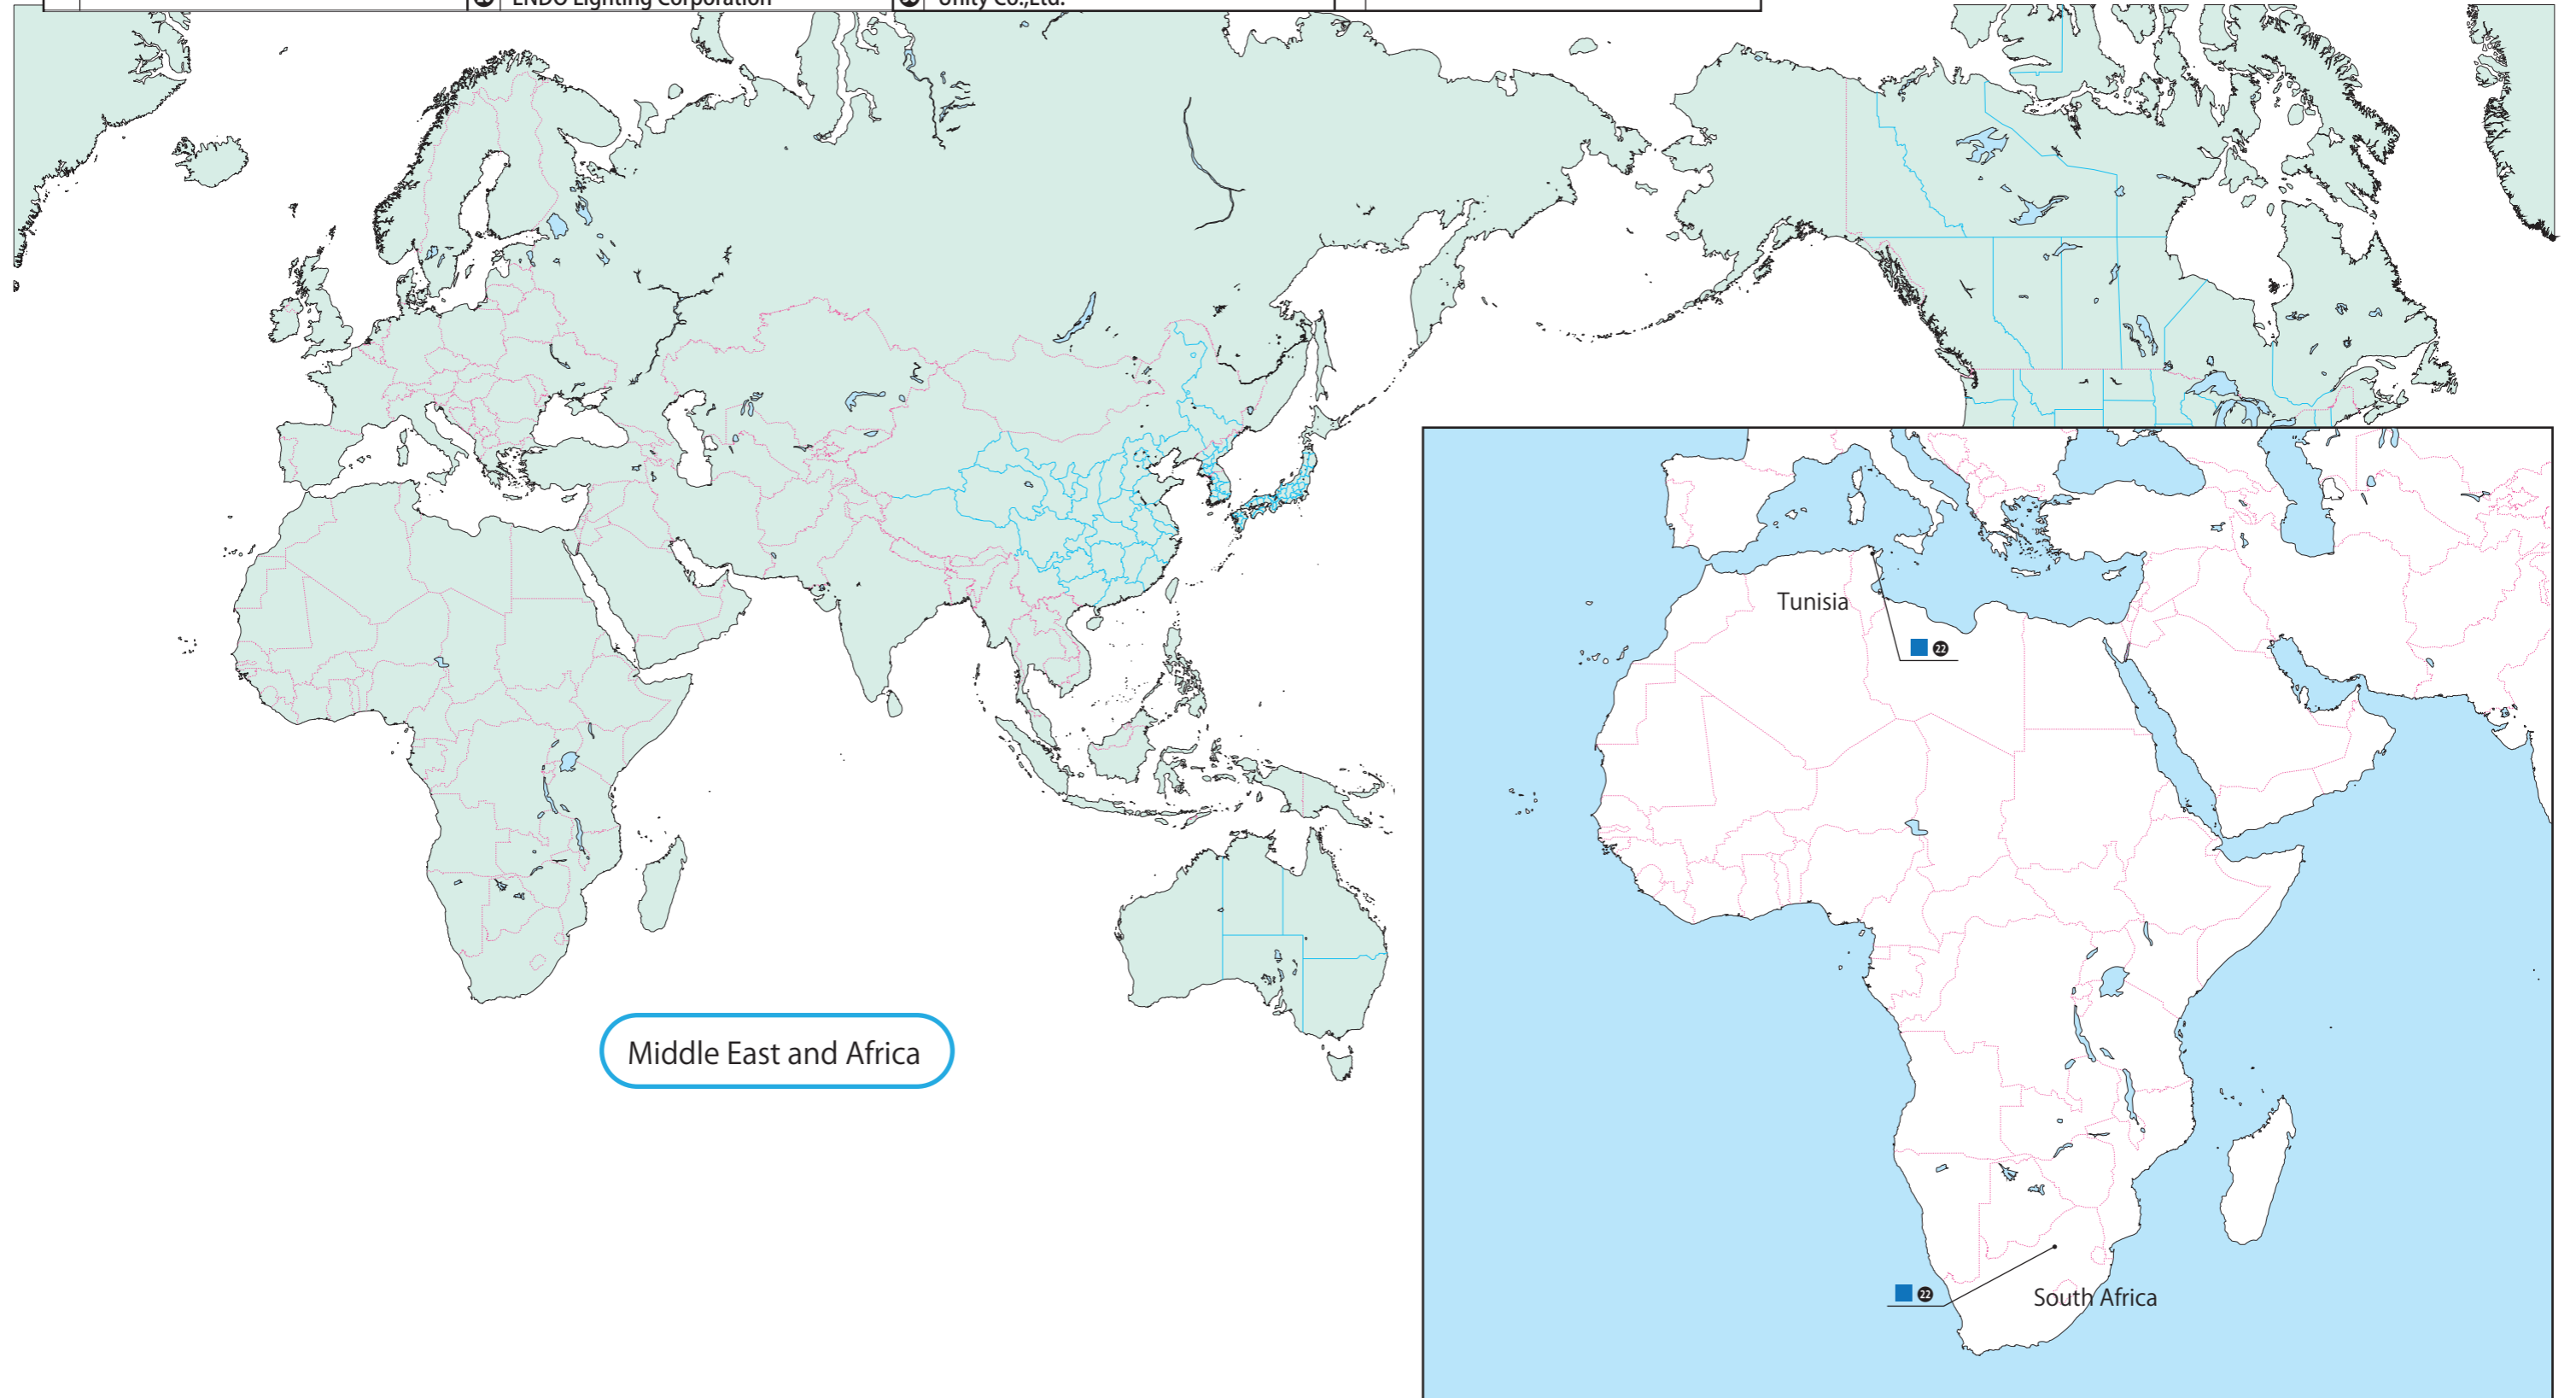 ENDO Lighting Corporation
Unity Co.,Ltd.
Tunisia
22
Middle East and Africa
22
South Africa